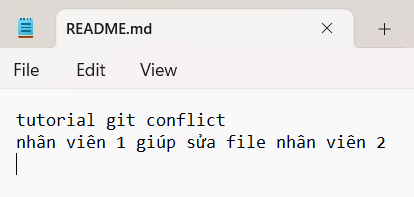 README.md
File Edit View
tutorial git conflict
nhân viên 1 giúp sửa file nhân viên 2